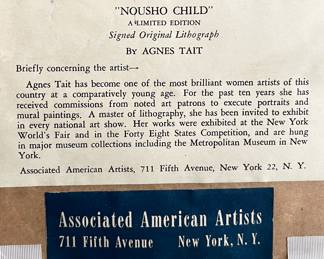 "NOUSHO CHILD"
A LIMITED EDITION
Signed Original Lithograph
By AGNES TAIT
Briefly concerning the artist—
Agnes Tait has become one of the most brilliant women artists of this
country at a comparatively young age. For the past ten years she has
received commissions from noted art patrons to execute portraits and
mural paintings. A master of lithography, she has been invited to exhibit
in every national art show. Her works were exhibited at the New York
World's Fair and in the Forty Eight States Competition, and are hung
in major museum collections including the Metropolitan Museum in New
York.
Associated American Artists, 711 Fifth Avenue, New York 22, N. Y.
Associated American Artists
711 Fifth Avenue New York, N. Y.